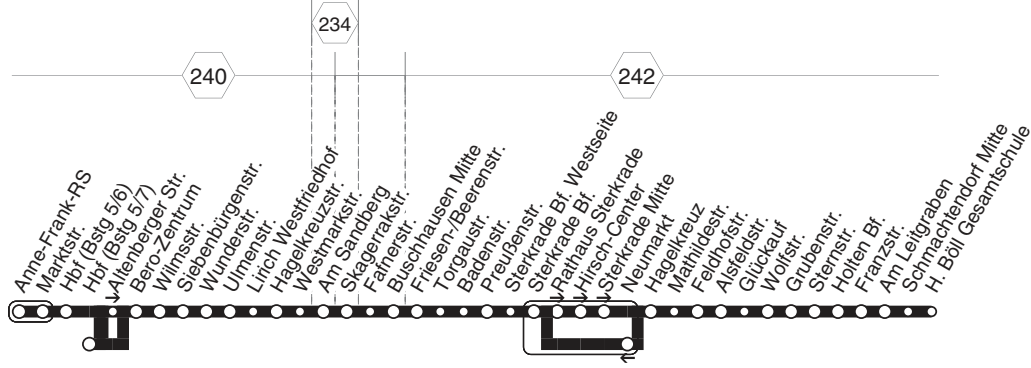 234
240
242
Anne-Frank-RS
Marktstr.
Hbf (Bstg 5/6)
Hbf (Bstg 5/7)
Altenberger Str.
Bero-Zentrum
Wilmsstr.
Siebenbürgenstr.
Wunderstr.
Ulmenstr.
Lirich Westfriedhof
Hagelkreuzstr.
Westmarkstr.
Am Sandberg
Skagerrakstr.
Fafnerstr.
Buschhausen Mitte
Friesen-/Beerenstr.
Torgaustr.
Badenstr.
Preußenstr.
Sterkrade Bf. Westseite
Sterkrade Bf.
Rathaus Sterkrade
Hirsch-Center
Sterkrade Mitte
Neumarkt
Hagelkreuz
Mathildestr.
Feldhofstr.
Alsfeldstr.
Glückauf
Wolfstr.
Grubenstr.
Sternstr.
Holten Bf.
Franzstr.
Am Leitgraben
Schmachtendorf Mitte
H. Böll Gesamtschule